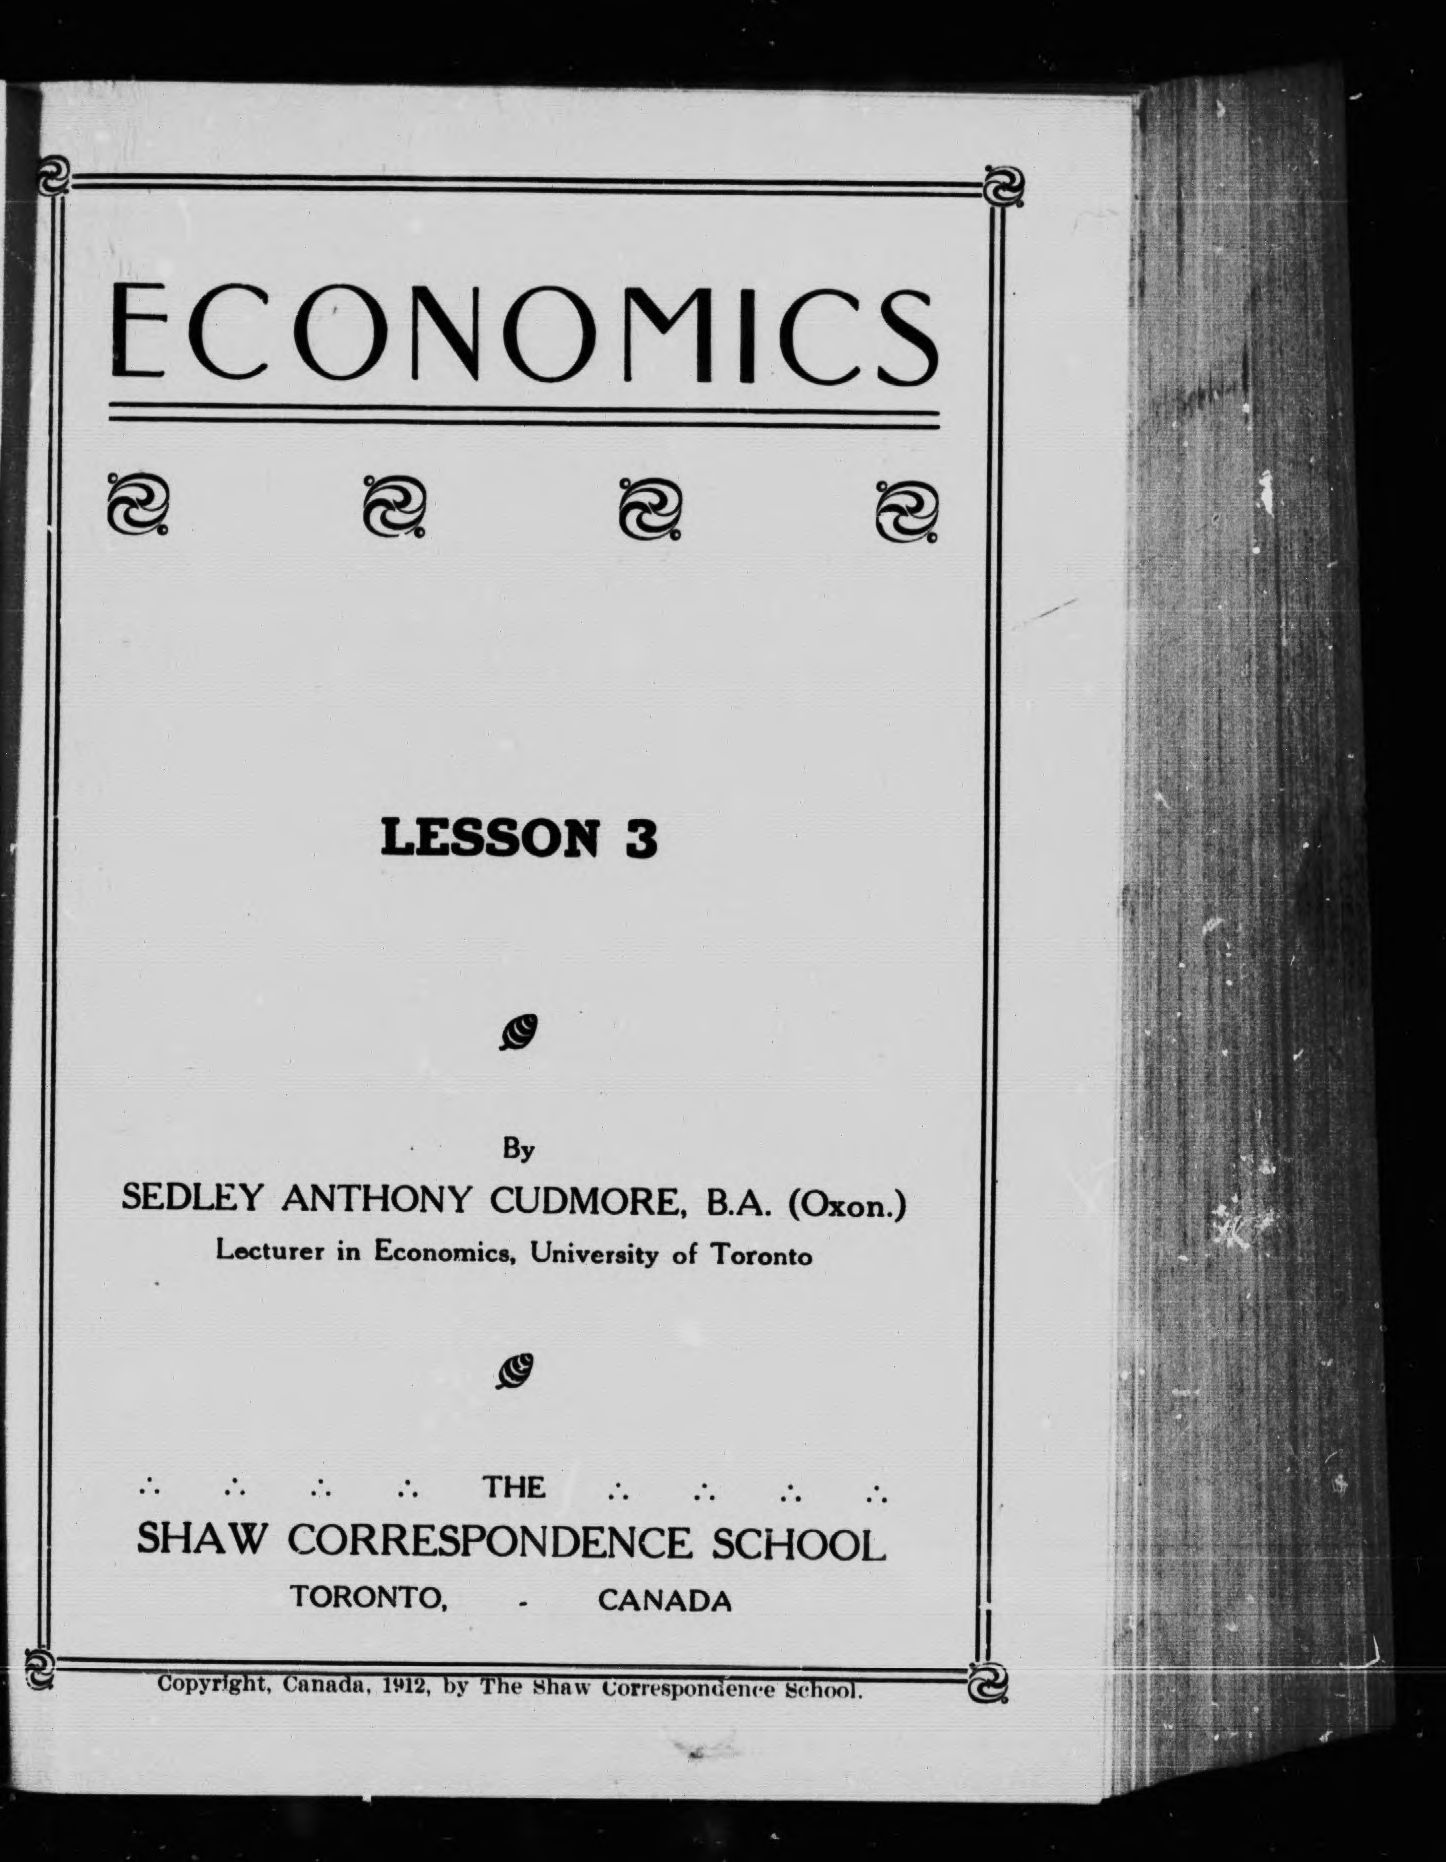 ECONOMICS
LESSON 3
By
SEDLEY ANTHONY CUDMORE, B.A. (Oxon.)
Lecturer in Economics, University of Toronto
∴ ∴ ∴ ∴ THE ∴ ∴ ∴ ∴
SHAW CORRESPONDENCE SCHOOL
TORONTO, - CANADA
Copyright, Canada, 1912, by The Shaw Correspondence School.